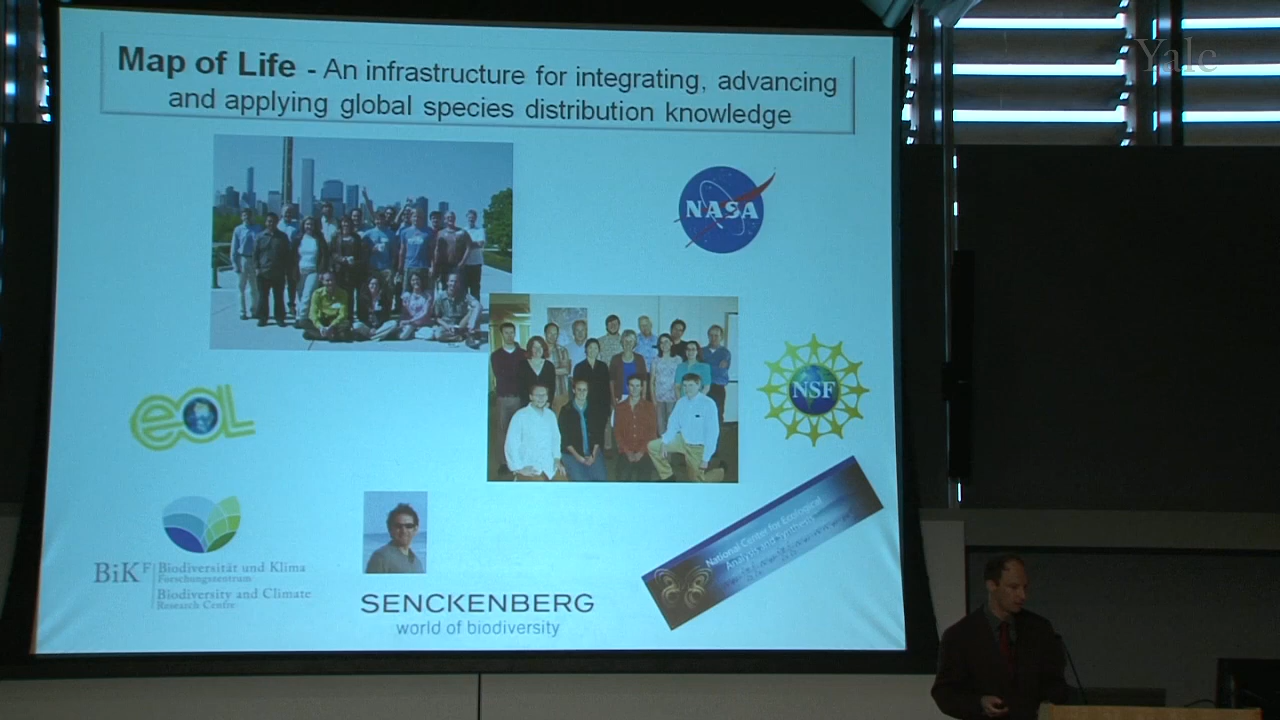 Yale
Map of Life - An infrastructure for integrating, advancing
and applying global species distribution knowledge
NASA
NSF
eol
National Center for Ecological
Analysis and Synthesis
BiK F
Biodiversität und Klima
Forschungszentrum
Biodiversity and Climate
Research Centre
SENCKENBERG
world of biodiversity